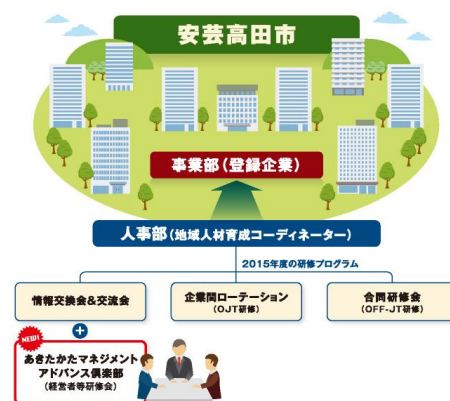 安芸高田市
事業部(登録企業)
人事部(地域人材育成コーディネーター)
2015年度の研修プログラム
情報交換会&交流会
企業間ローテーション
(OJT研修)
合同研修会
(OFF-JT研修)
+
NEW!
あきたかたマネジメント
アドバンス倶楽部
(経営者等研修会)